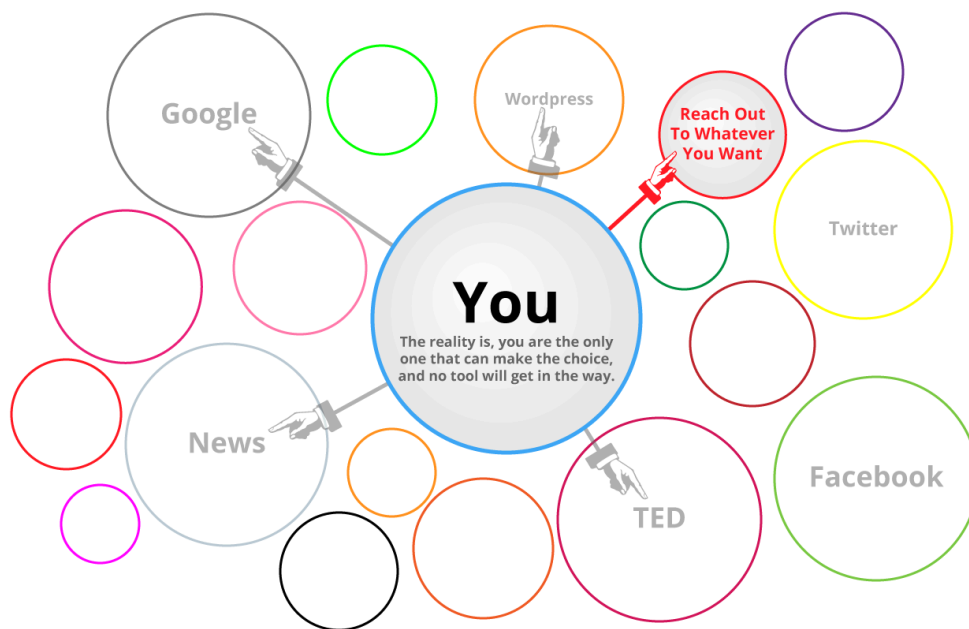 Google
Wordpress
Reach Out
To Whatever
You Want
Twitter
You
The reality is, you are the only
one that can make the choice,
and no tool will get in the way.
News
TED
Facebook